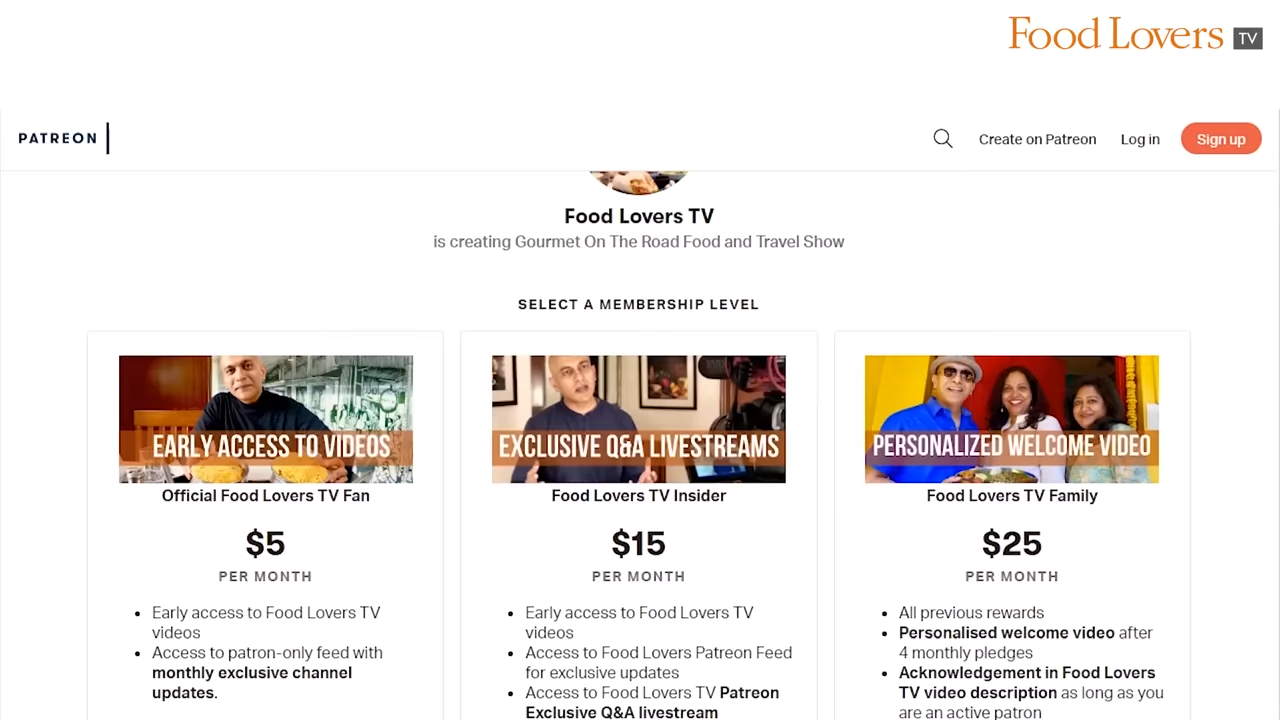 Food Lovers TV
PATREON
Create on Patreon
Log in
Sign up
Food Lovers TV
is creating Gourmet On The Road Food and Travel Show
SELECT A MEMBERSHIP LEVEL
EARLY ACCESS TO VIDEOS
Official Food Lovers TV Fan
$5
PER MONTH
• Early access to Food Lovers TV
videos
• Access to patron-only feed with
monthly exclusive channel
updates.
EXCLUSIVE Q&A LIVESTREAMS
Food Lovers TV Insider
$15
PER MONTH
• Early access to Food Lovers TV
videos
• Access to Food Lovers Patreon Feed
for exclusive updates
• Access to Food Lovers TV Patreon
Exclusive Q&A livestream
PERSONALIZED WELCOME VIDEO
Food Lovers TV Family
$25
PER MONTH
• All previous rewards
• Personalised welcome video after
4 monthly pledges
• Acknowledgement in Food Lovers
TV video description as long as you
are an active patron